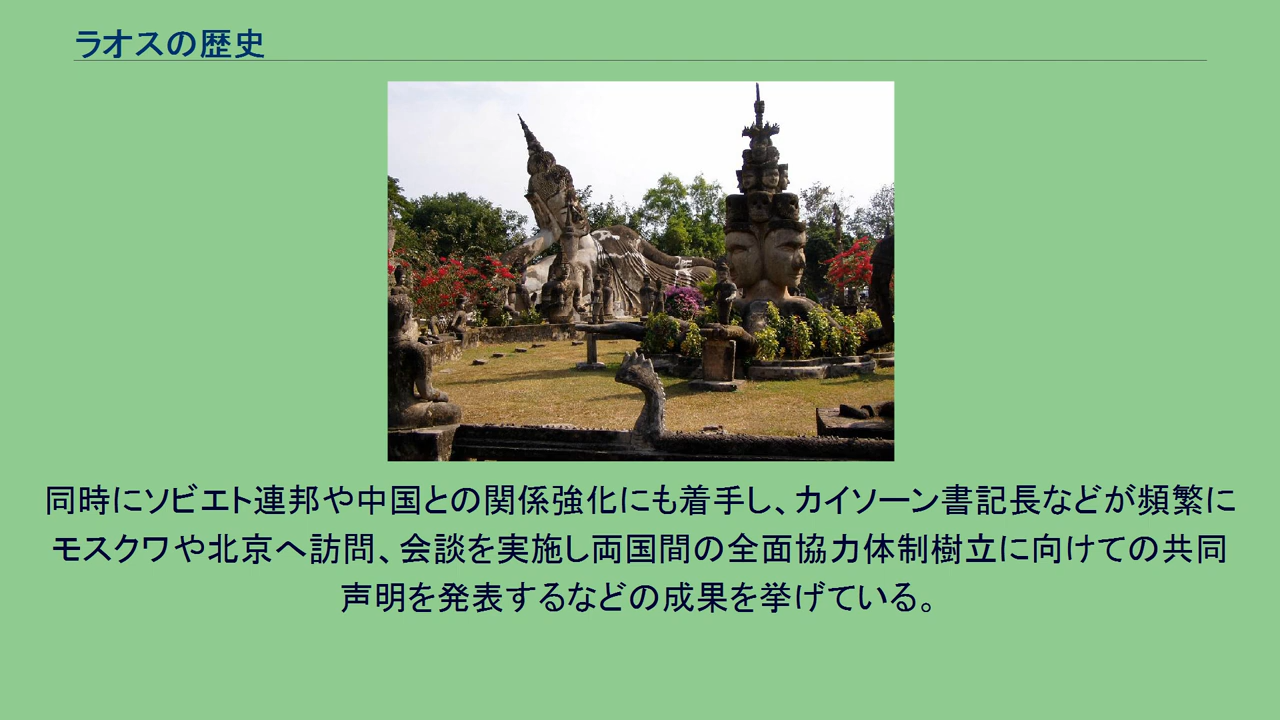 ラオスの歴史
同時にソビエト連邦や中国との関係強化にも着手し、カイソーン書記長などが頻繁に
モスクワや北京へ訪問、会談を実施し両国間の全面協力体制樹立に向けての共同
声明を発表するなどの成果を挙げている。